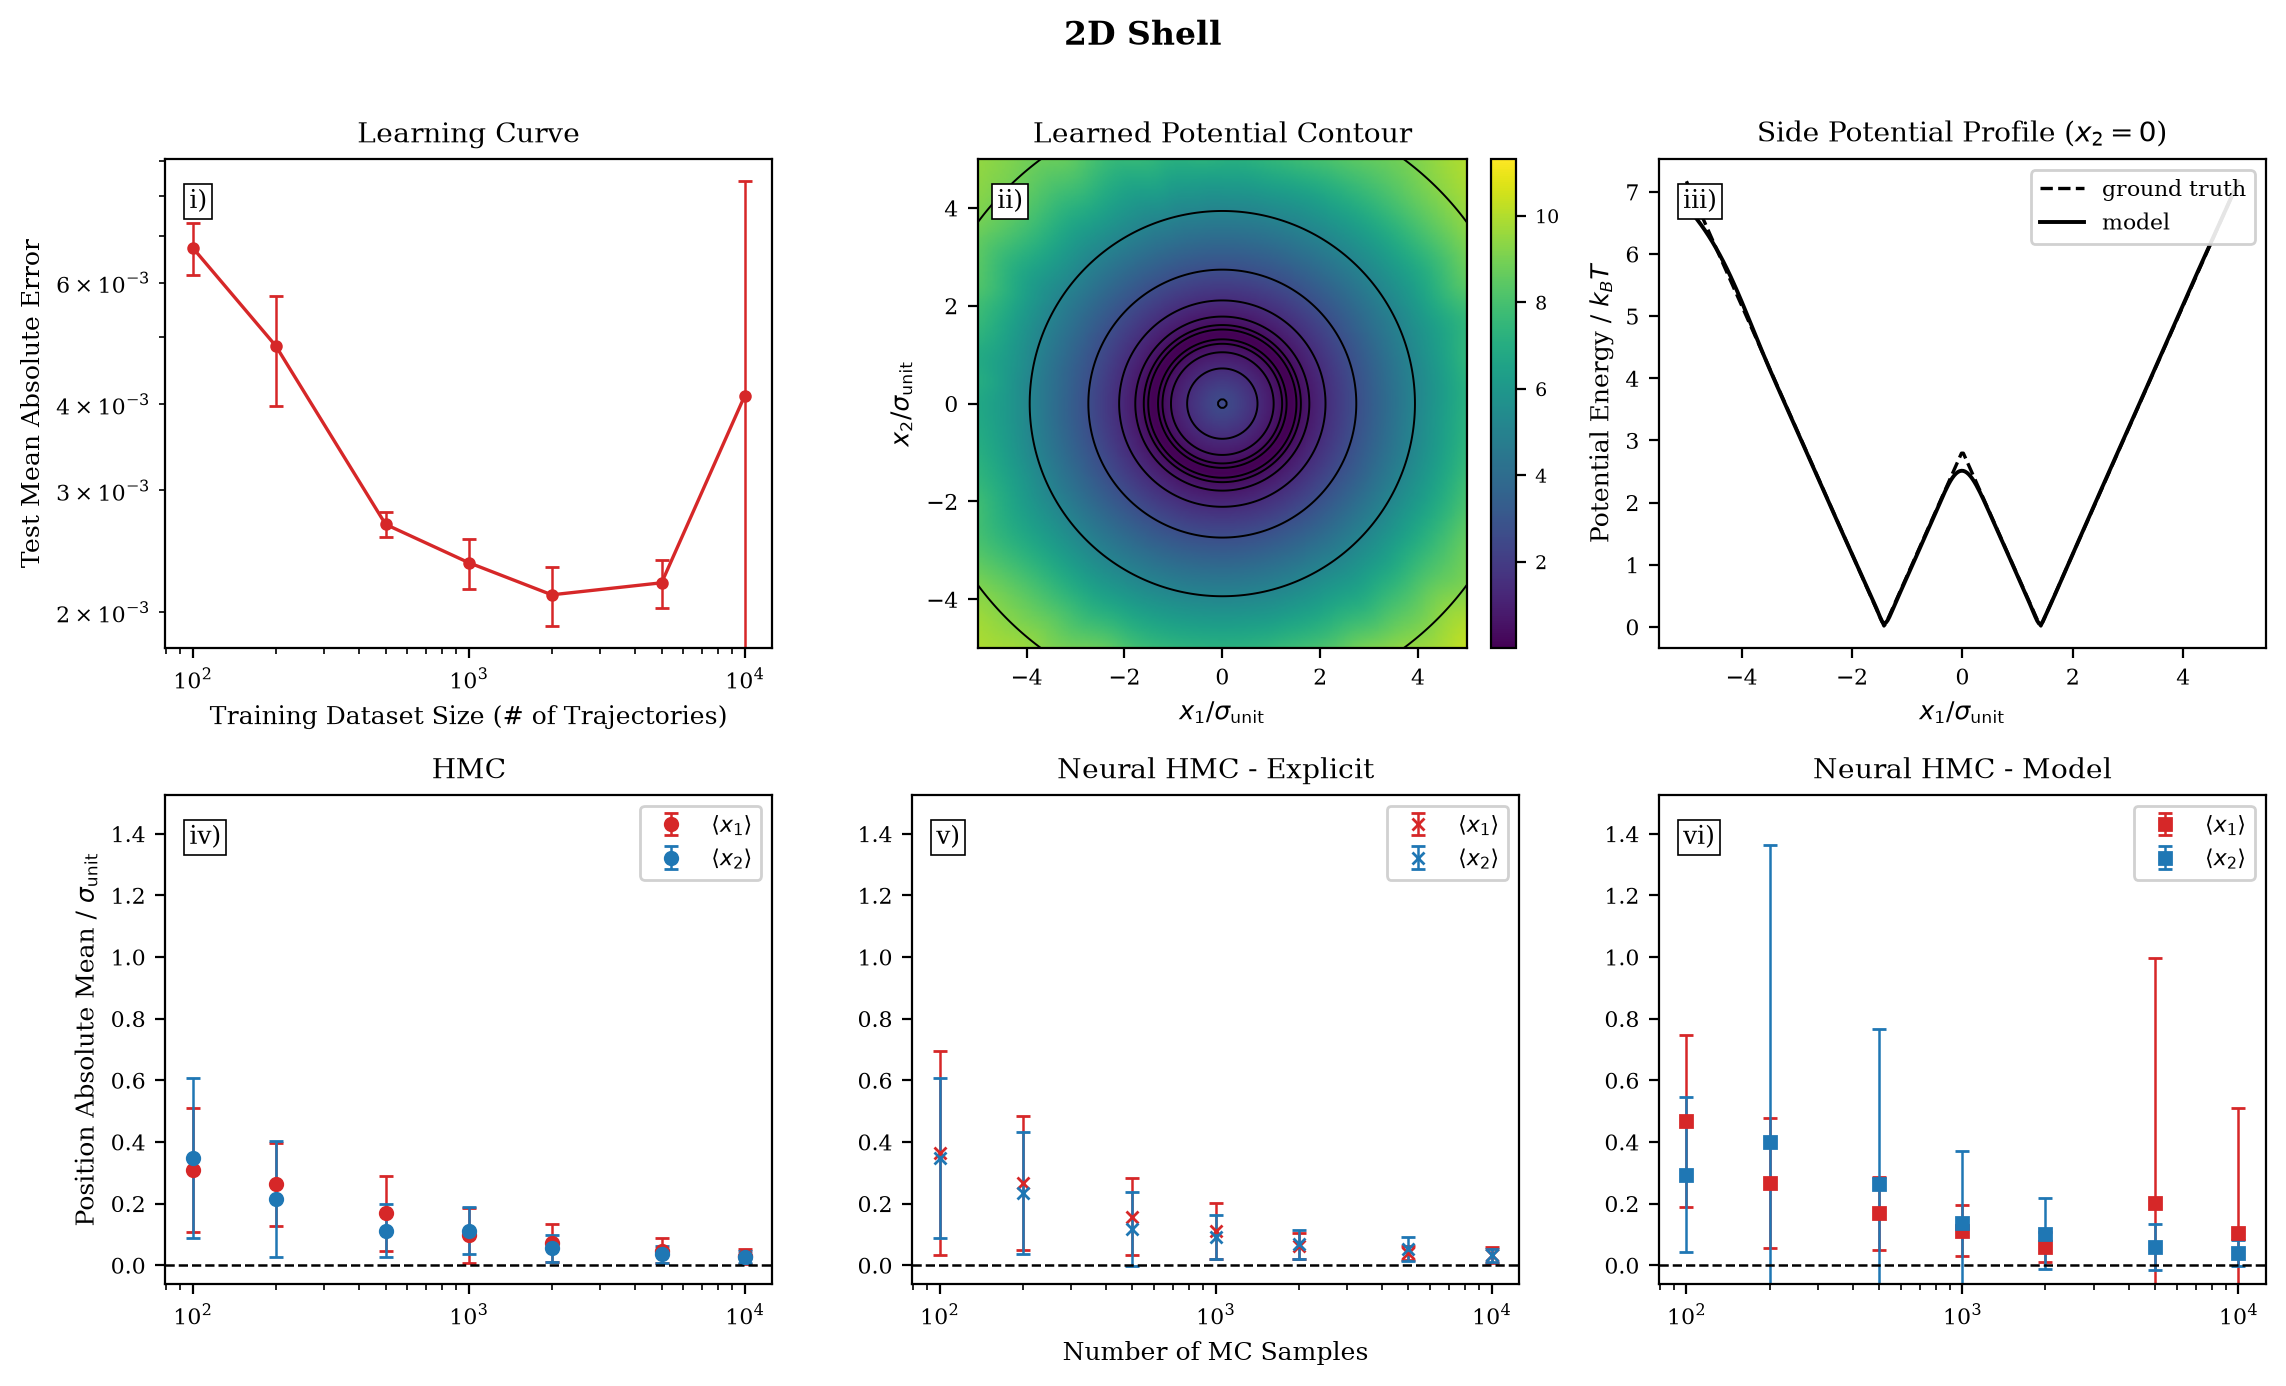 2D Shell
Learning Curve
i)
Test Mean Absolute Error
6 × 10⁻³
4 × 10⁻³
3 × 10⁻³
2 × 10⁻³
10² 10³ 10⁴
Training Dataset Size (# of Trajectories)
Learned Potential Contour
ii)
x₂/σunit
4
2
0
−2
−4
−4 −2 0 2 4
x₁/σunit
10
8
6
4
2
Side Potential Profile (x₂ = 0)
iii)
ground truth
model
Potential Energy / k_BT
7
6
5
4
3
2
1
0
−4 −2 0 2 4
x₁/σunit
HMC
iv)
⟨x₁⟩
⟨x₂⟩
Position Absolute Mean / σunit
1.4
1.2
1.0
0.8
0.6
0.4
0.2
0.0
10² 10³ 10⁴
Neural HMC - Explicit
v)
⟨x₁⟩
⟨x₂⟩
1.4
1.2
1.0
0.8
0.6
0.4
0.2
0.0
10² 10³ 10⁴
Number of MC Samples
Neural HMC - Model
vi)
⟨x₁⟩
⟨x₂⟩
1.4
1.2
1.0
0.8
0.6
0.4
0.2
0.0
10² 10³ 10⁴